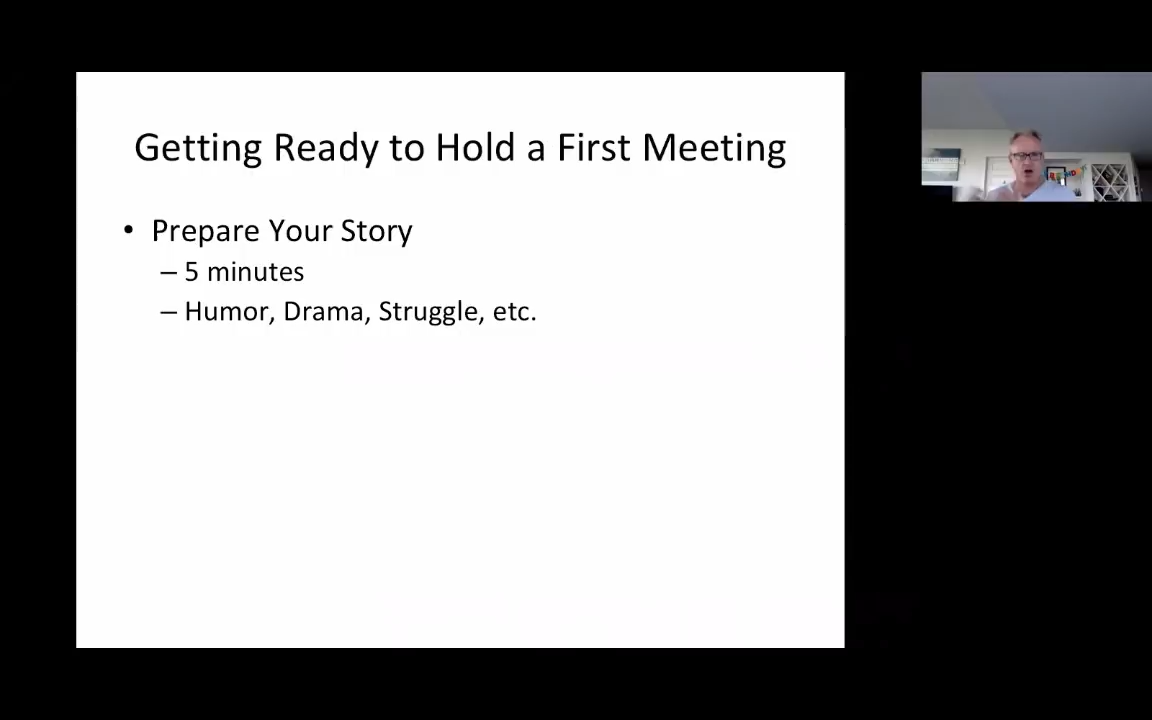 Getting Ready to Hold a First Meeting
• Prepare Your Story
– 5 minutes
– Humor, Drama, Struggle, etc.